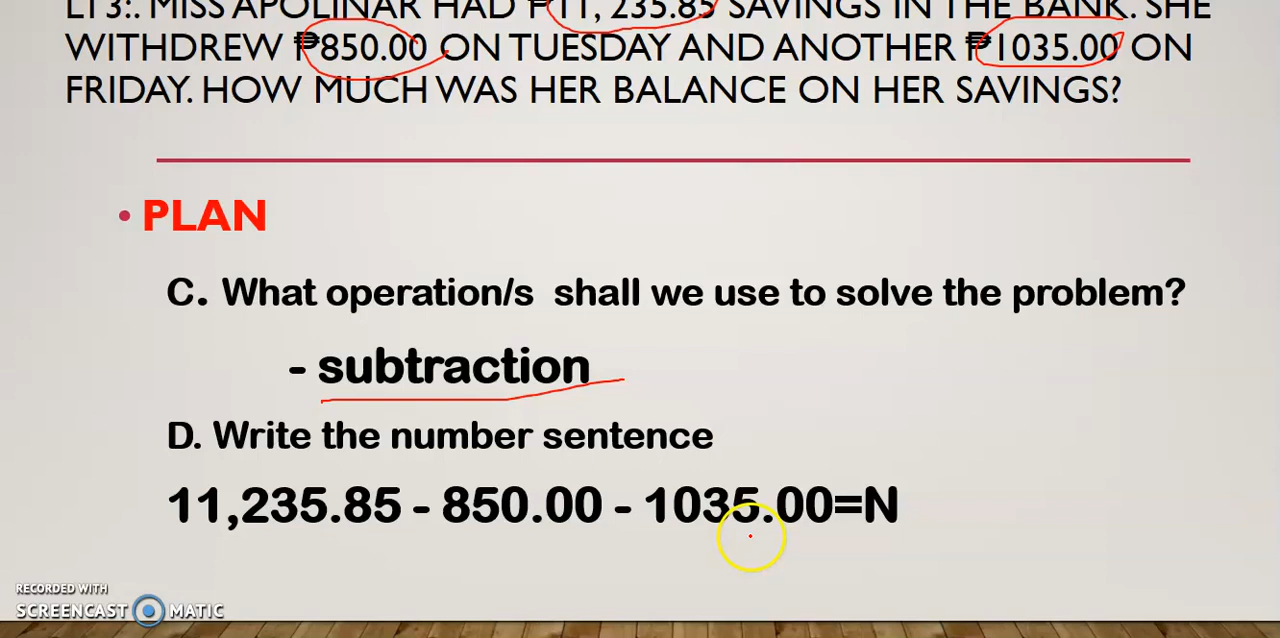 LT3:. MISS APOLINAR HAD ₱11, 235.85 SAVINGS IN THE BANK. SHE
WITHDREW ₱850.00 ON TUESDAY AND ANOTHER ₱1035.00 ON
FRIDAY. HOW MUCH WAS HER BALANCE ON HER SAVINGS?
• PLAN
C. What operation/s shall we use to solve the problem?
- subtraction
D. Write the number sentence
11,235.85 - 850.00 - 1035.00=N
RECORDED WITH
SCREENCAST MATIC